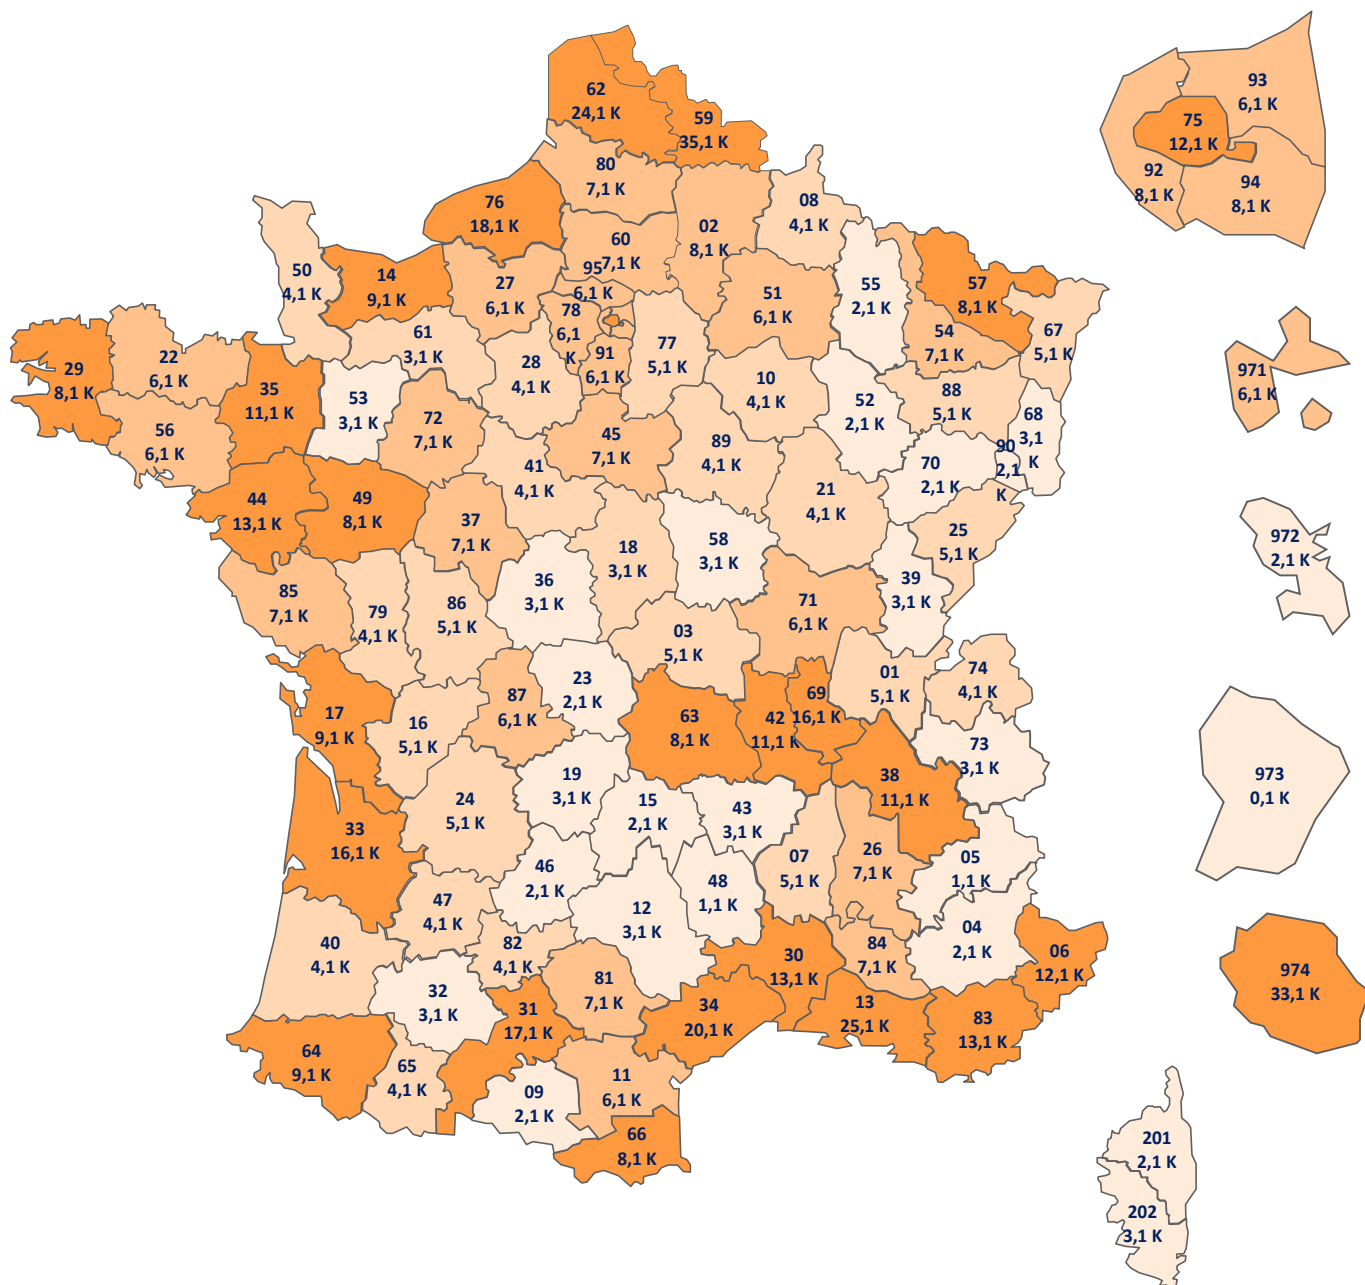 62
24,1 K
59
35,1 K
80
7,1 K
76
18,1 K
02
8,1 K
08
4,1 K
60
7,1 K
95
6,1 K
50
4,1 K
14
9,1 K
27
6,1 K
78
6,1
K
91
6,1 K
77
5,1 K
51
6,1 K
55
2,1 K
57
8,1 K
54
7,1 K
67
5,1 K
61
3,1 K
28
4,1 K
10
4,1 K
52
2,1 K
88
5,1 K
68
3,1
K
29
8,1 K
22
6,1 K
35
11,1 K
53
3,1 K
72
7,1 K
56
6,1 K
45
7,1 K
89
4,1 K
70
2,1 K
90
2,1
K
41
4,1 K
44
13,1 K
49
8,1 K
37
7,1 K
21
4,1 K
25
5,1 K
18
3,1 K
58
3,1 K
36
3,1 K
39
3,1 K
85
7,1 K
79
4,1 K
86
5,1 K
71
6,1 K
03
5,1 K
01
5,1 K
74
4,1 K
23
2,1 K
87
6,1 K
17
9,1 K
16
5,1 K
63
8,1 K
42
11,1 K
69
16,1 K
73
3,1 K
38
11,1 K
19
3,1 K
15
2,1 K
43
3,1 K
24
5,1 K
33
16,1 K
07
5,1 K
26
7,1 K
05
1,1 K
46
2,1 K
48
1,1 K
47
4,1 K
12
3,1 K
04
2,1 K
06
12,1 K
40
4,1 K
82
4,1 K
30
13,1 K
84
7,1 K
32
3,1 K
31
17,1 K
81
7,1 K
34
20,1 K
13
25,1 K
83
13,1 K
64
9,1 K
65
4,1 K
09
2,1 K
11
6,1 K
66
8,1 K
93
6,1 K
75
12,1 K
92
8,1 K
94
8,1 K
971
6,1 K
972
2,1 K
973
0,1 K
974
33,1 K
201
2,1 K
202
3,1 K